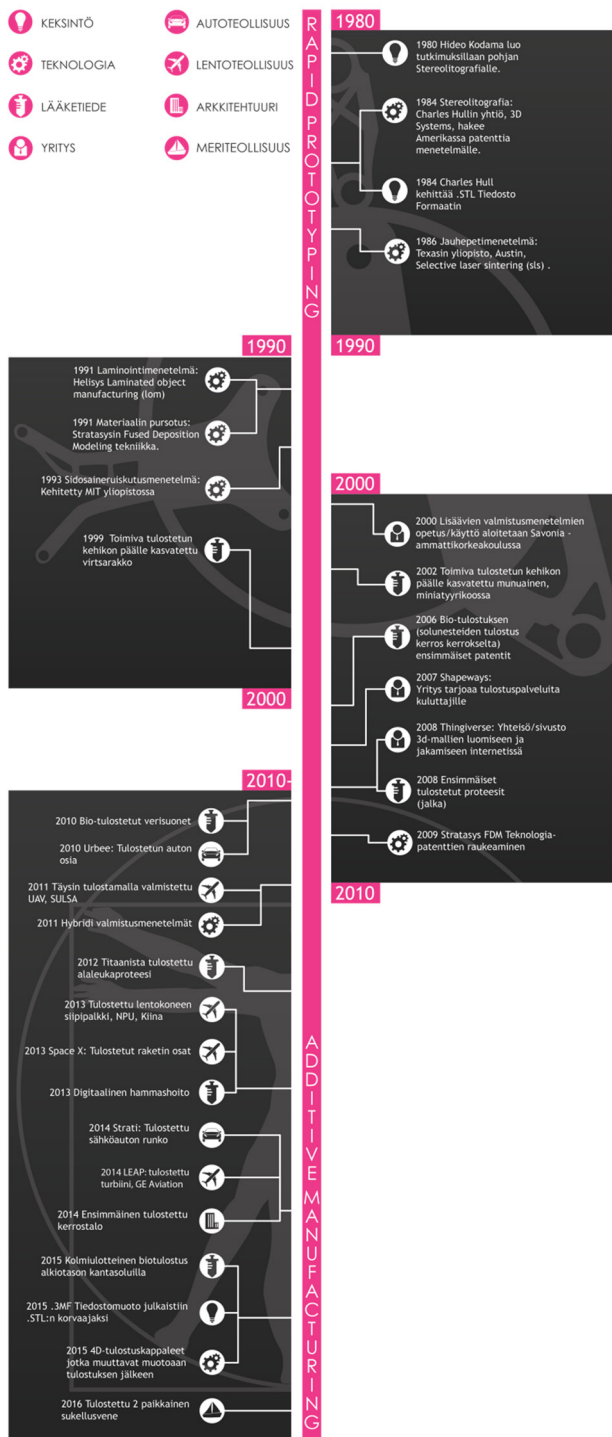 KEKSINTÖ
TEKNOLOGIA
LÄÄKETIEDE
YRITYS
AUTOTEOLLISUUS
LENTOTEOLLISUUS
ARKKITEHTUURI
MERITEOLLISUUS
RAPID PROTOTYPING
1980
1980 Hideo Kodama luo
tutkimuksillaan pohjan
Stereolitografialle.
1984 Stereolitografia:
Charles Hullin yhtiö, 3D
Systems, hakee
Amerikassa patenttia
menetelmälle.
1984 Charles Hull
kehittää .STL Tiedosto
Formaatin
1986 Jauhepetimenetelmä:
Texasin yliopisto, Austin,
Selective laser sintering (sls) .
1990
1990
1991 Laminointimenetelmä:
Helisys Laminated object
manufacturing (lom)
1991 Materiaalin pursotus:
Stratasysin Fused Deposition
Modeling tekniikka.
1993 Sidosaineruiskutusmenetelmä:
Kehitetty MIT yliopistossa
1999 Toimiva tulostetun
kehikon päälle kasvatettu
virtsarakko
2000
2000
2000 Lisäävien valmistusmenetelmien
opetus/käyttö aloitetaan Savonia -
ammattikorkeakoulussa
2002 Toimiva tulostetun kehikon
päälle kasvatettu munuainen,
miniatyyrikoossa
2006 Bio-tulostuksen
(solunesteiden tulostus
kerros kerrokselta)
ensimmäiset patentit
2007 Shapeways:
Yritys tarjoaa tulostuspalveluita
kuluttajille
2008 Thingiverse: Yhteisö/sivusto
3d-mallien luomiseen ja
jakamiseen internetissä
2008 Ensimmäiset
tulostetut proteesit
(jalka)
2009 Stratasys FDM Teknologia-
patenttien raukeaminen
2010
2010-
2010 Bio-tulostetut verisuonet
2010 Urbee: Tulostetun auton
osia
2011 Täysin tulostamalla valmistettu
UAV, SULSA
2011 Hybridi valmistusmenetelmät
2012 Titaanista tulostettu
alaleukaproteesi
2013 Tulostettu lentokoneen
siipipalkki, NPU, Kiina
2013 Space X: Tulostetut raketin osat
2013 Digitaalinen hammashoito
2014 Strati: Tulostettu
sähköauton runko
2014 LEAP: tulostettu
turbiini, GE Aviation
2014 Ensimmäinen tulostettu
kerrostalo
2015 Kolmiulotteinen biotulostus
alkiotason kantasoluilla
2015 .3MF Tiedostomuoto julkaistiin
.STL:n korvaajaksi
2015 4D-tulostuskappaleet
jotka muuttavat muotoaan
tulostuksen jälkeen
2016 Tulostettu 2 paikkainen
sukellusvene
ADDITIVE MANUFACTURING